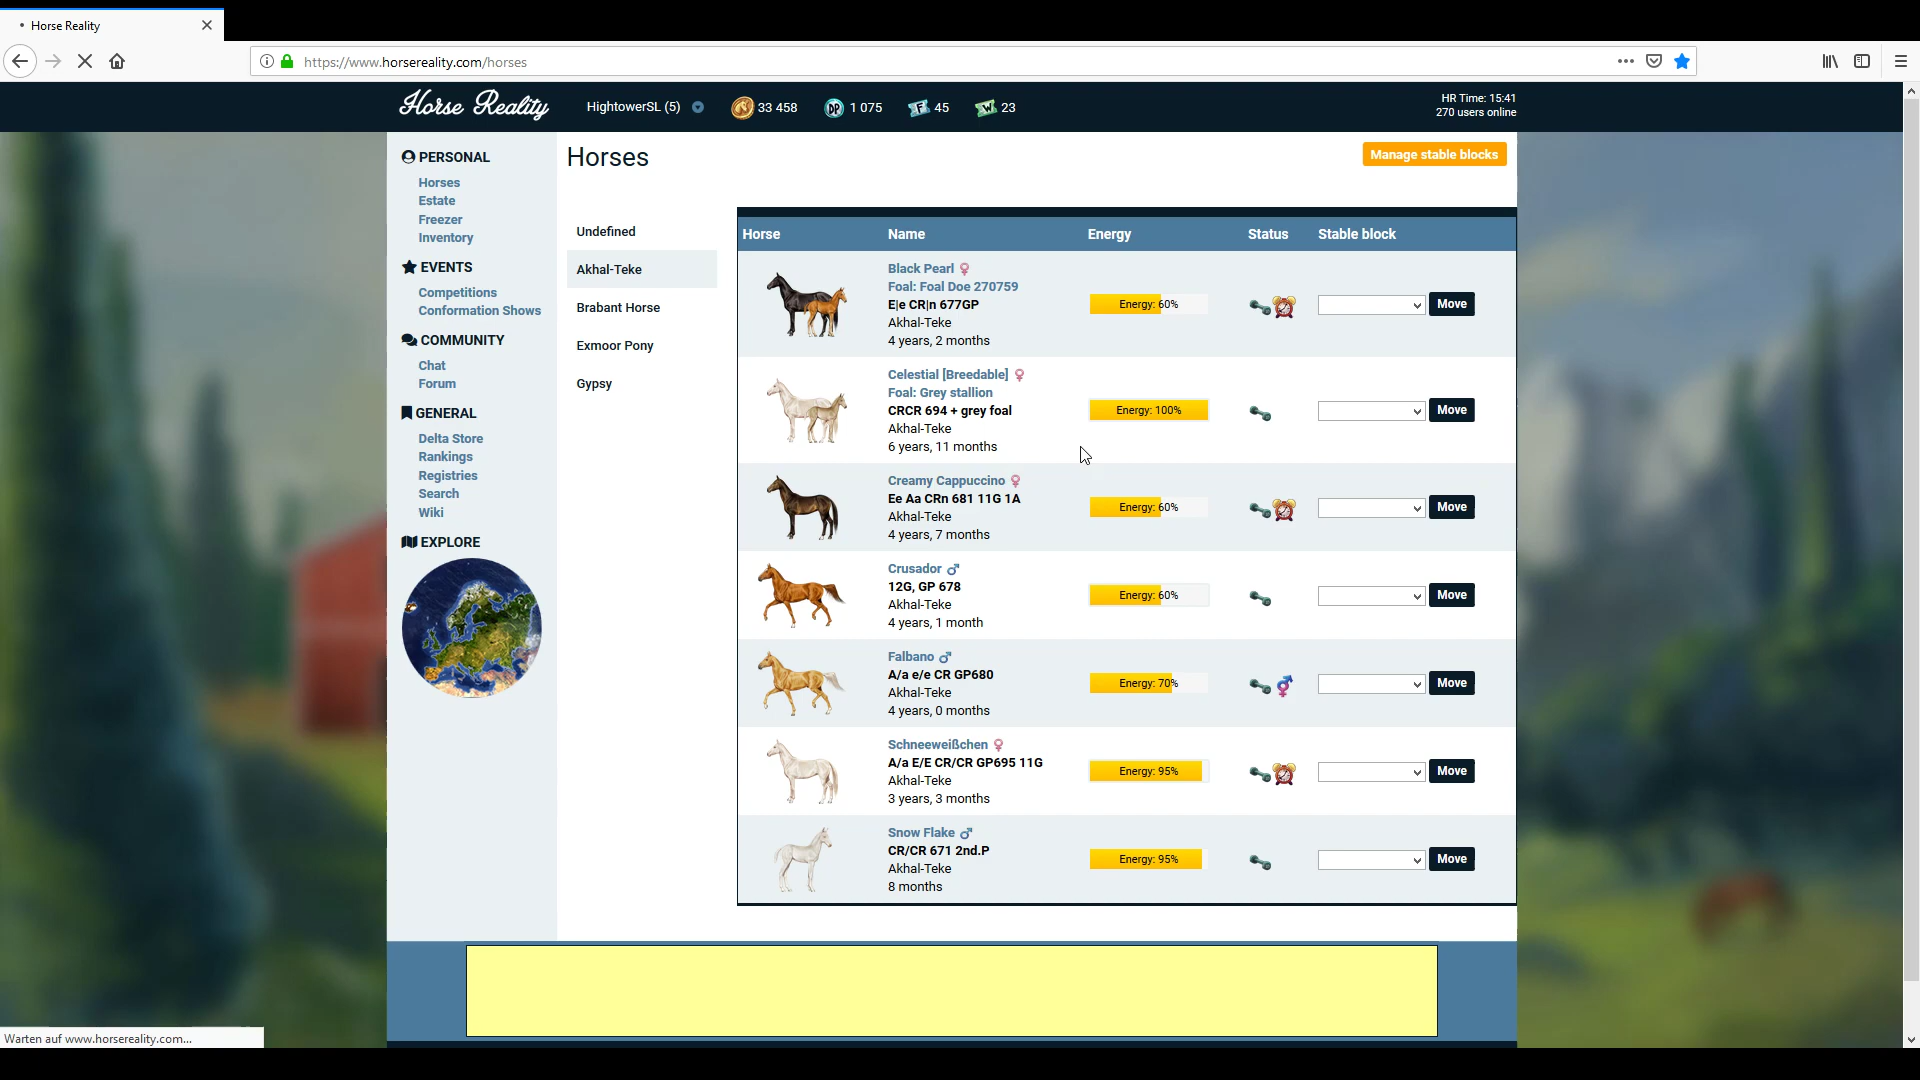 Horse Reality
https://www.horsereality.com/horses
Horse Reality
HightowerSL (5)
33 458
1 075
45
23
HR Time: 15:41
270 users online
PERSONAL
Horses
Estate
Freezer
Inventory
EVENTS
Competitions
Conformation Shows
COMMUNITY
Chat
Forum
GENERAL
Delta Store
Rankings
Registries
Search
Wiki
EXPLORE
Horses
Manage stable blocks
Undefined
Akhal-Teke
Brabant Horse
Exmoor Pony
Gypsy
Horse Name Energy Status Stable block
Black Pearl ♀
Foal: Foal Doe 270759
E|e CR|n 677GP
Akhal-Teke
4 years, 2 months
Energy: 60%
Move
Celestial [Breedable] ♀
Foal: Grey stallion
CRCR 694 + grey foal
Akhal-Teke
6 years, 11 months
Energy: 100%
Move
Creamy Cappuccino ♀
Ee Aa CRn 681 11G 1A
Akhal-Teke
4 years, 7 months
Energy: 60%
Move
Crusador ♂
12G, GP 678
Akhal-Teke
4 years, 1 month
Energy: 60%
Move
Falbano ♂
A/a e/e CR GP680
Akhal-Teke
4 years, 0 months
Energy: 70%
Move
Schneeweißchen ♀
A/a E/E CR/CR GP695 11G
Akhal-Teke
3 years, 3 months
Energy: 95%
Move
Snow Flake ♂
CR/CR 671 2nd.P
Akhal-Teke
8 months
Energy: 95%
Move
Warten auf www.horsereality.com...